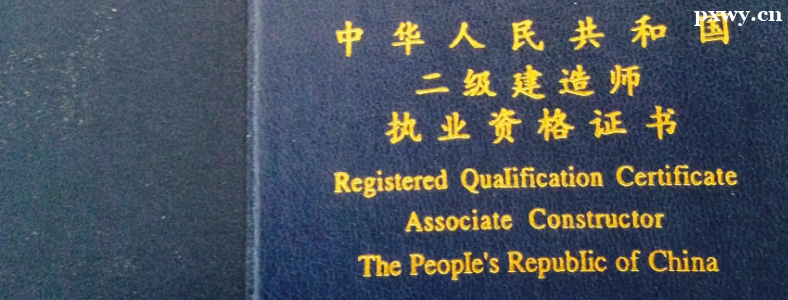 pxwy.cn
中华人民共和国
二级建造师
执业资格证书
Registered Qualification Certificate
Associate Constructor
The People's Republic of China